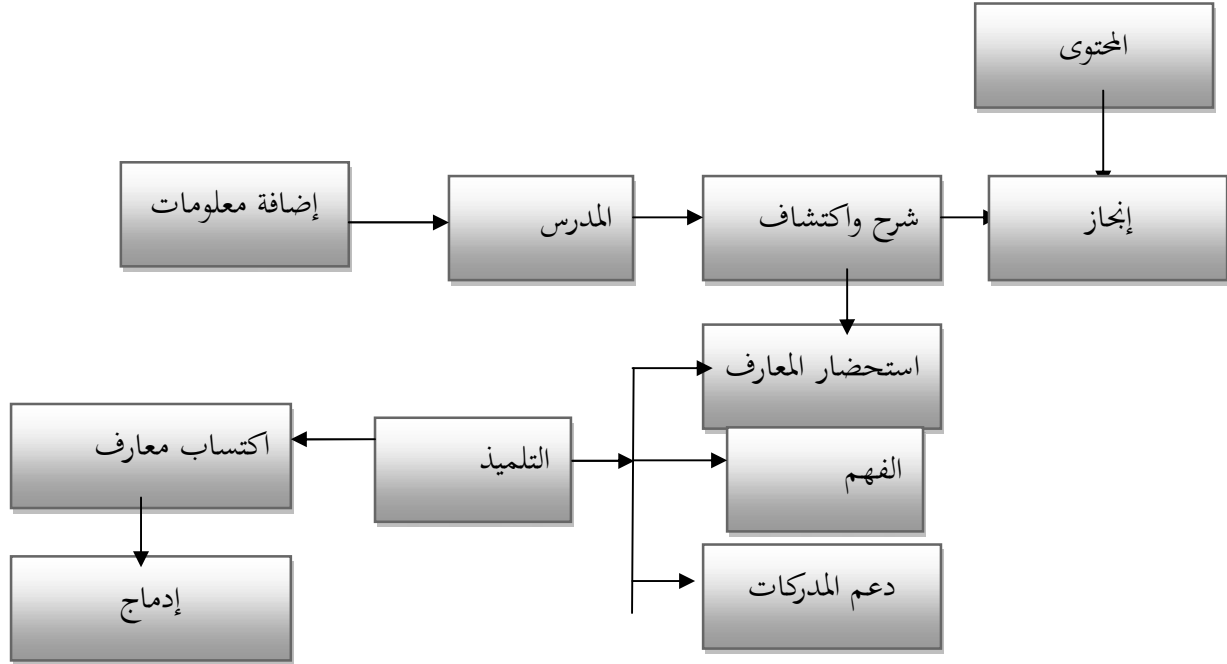 المحتوى
إنجاز
شرح واكتشاف
المدرس
إضافة معلومات
استحضار المعارف
الفهم
التلميذ
اكتساب معارف
دعم المدركات
إدماج